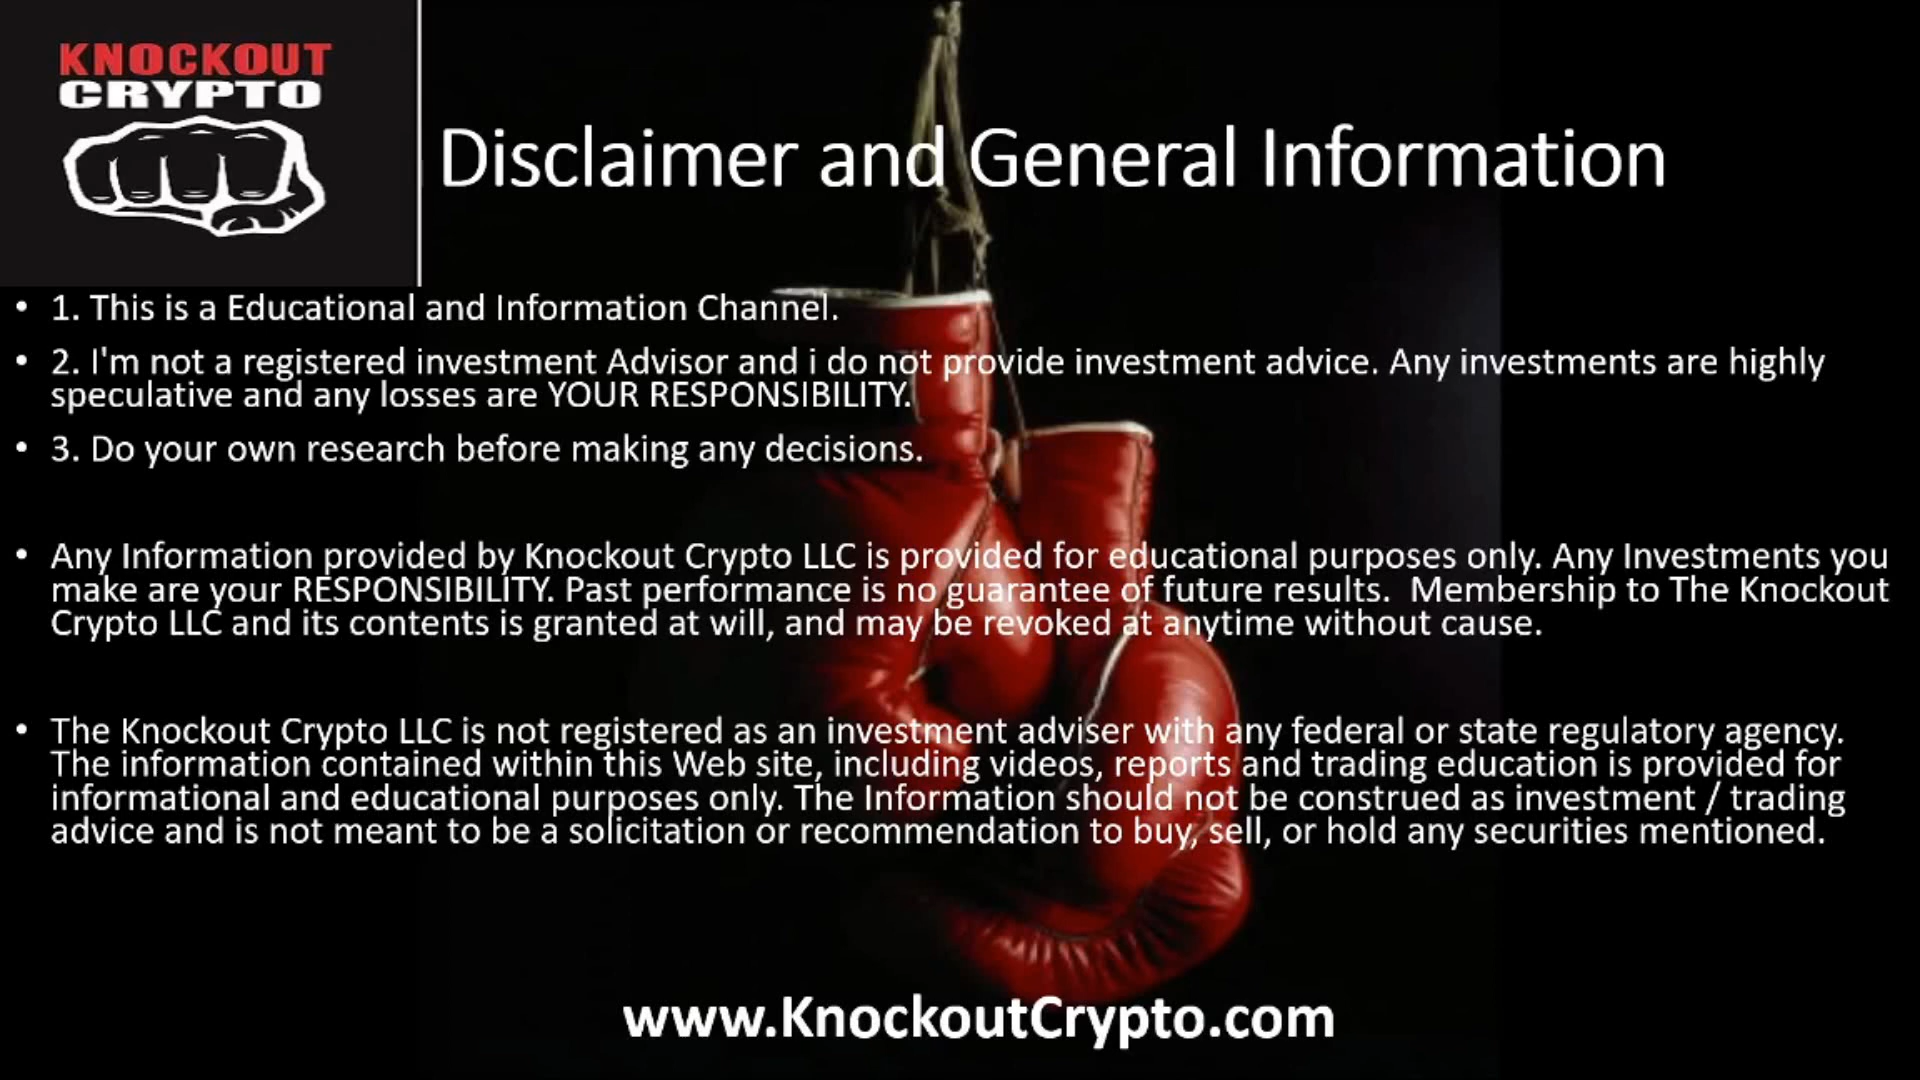 KNOCKOUT
CRYPTO
Disclaimer and General Information
• 1. This is a Educational and Information Channel.
• 2. I'm not a registered investment Advisor and i do not provide investment advice. Any investments are highly
speculative and any losses are YOUR RESPONSIBILITY.
• 3. Do your own research before making any decisions.
• Any Information provided by Knockout Crypto LLC is provided for educational purposes only. Any Investments you
make are your RESPONSIBILITY. Past performance is no guarantee of future results.  Membership to The Knockout
Crypto LLC and its contents is granted at will, and may be revoked at anytime without cause.
• The Knockout Crypto LLC is not registered as an investment adviser with any federal or state regulatory agency.
The information contained within this Web site, including videos, reports and trading education is provided for
informational and educational purposes only. The Information should not be construed as investment / trading
advice and is not meant to be a solicitation or recommendation to buy, sell, or hold any securities mentioned.
www.KnockoutCrypto.com